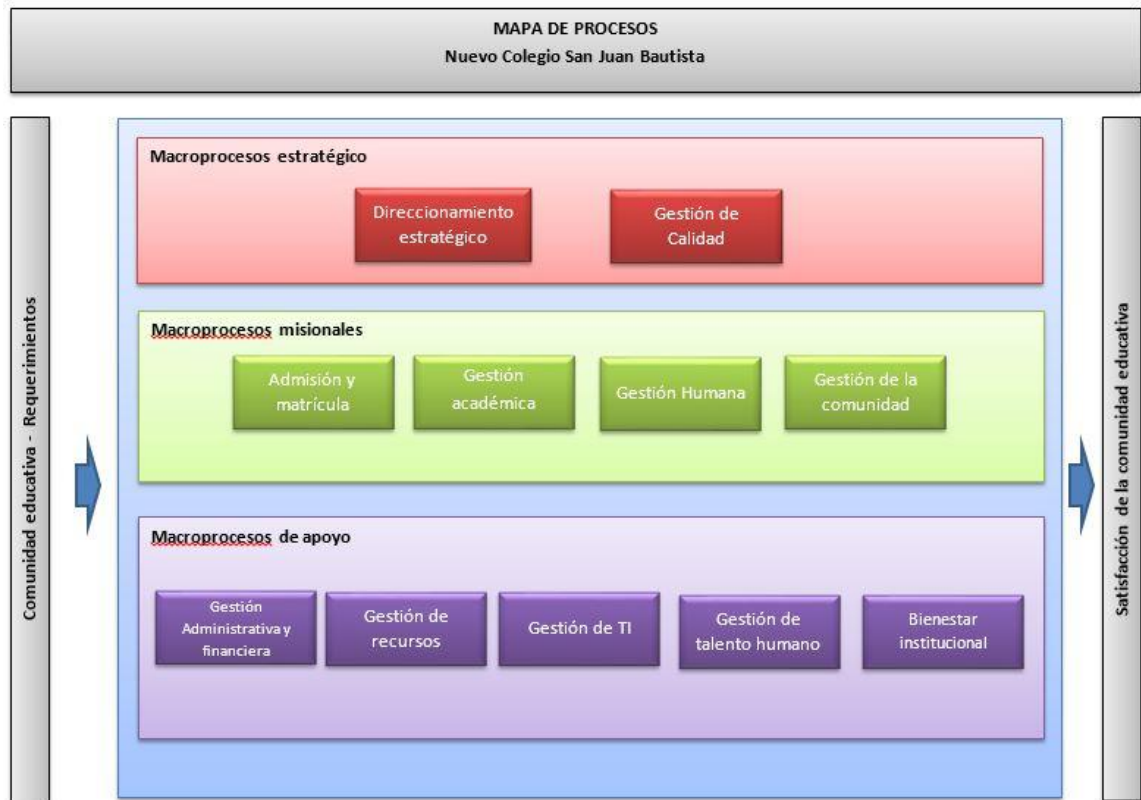 MAPA DE PROCESOS
Nuevo Colegio San Juan Bautista
Comunidad educativa - Requerimientos
Macroprocesos estratégico
Direccionamiento
estratégico
Gestión de
Calidad
Macroprocesos misionales
Admisión y
matrícula
Gestión
académica
Gestión Humana
Gestión de la
comunidad
Macroprocesos de apoyo
Gestión
Administrativa y
financiera
Gestión de
recursos
Gestión de TI
Gestión de
talento humano
Bienestar
institucional
Satisfacción de la comunidad educativa